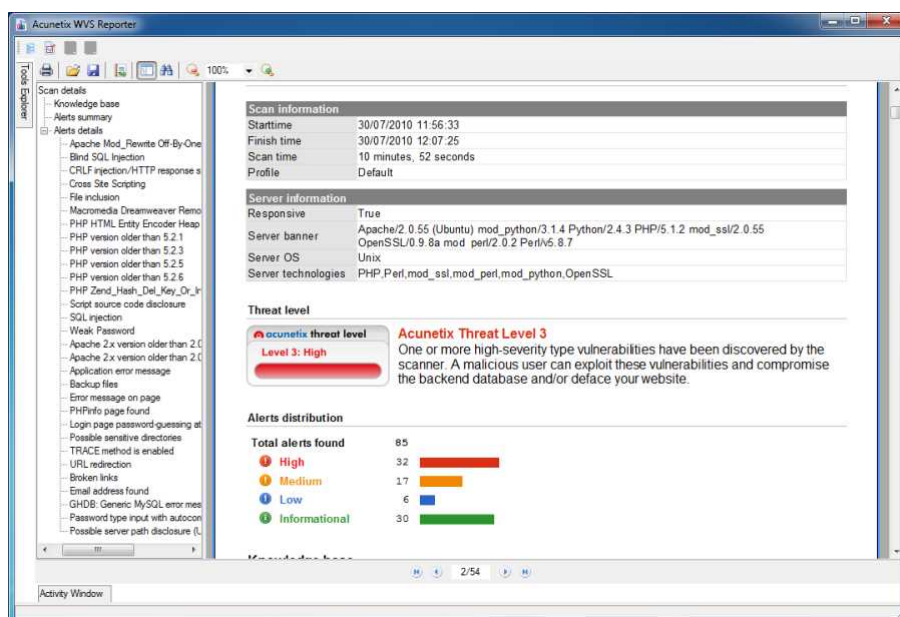 Acunetix WVS Reporter
100%
Tools Explorer
Scan details
Knowledge base
Alerts summary
Alerts details
Apache Mod_Rewrite Off-By-One
Blind SQL Injection
CRLF injection/HTTP response s
Cross Site Scripting
File inclusion
Macromedia Dreamweaver Remo
PHP HTML Entity Encoder Heap
PHP version older than 5.2.1
PHP version older than 5.2.3
PHP version older than 5.2.5
PHP version older than 5.2.6
PHP Zend_Hash_Del_Key_Or_Ir
Script source code disclosure
SQL injection
Weak Password
Apache 2.x version older than 2.0
Apache 2.x version older than 2.0
Application error message
Backup files
Error message on page
PHPinfo page found
Login page password-guessing at
Possible sensitive directories
TRACE method is enabled
URL redirection
Broken links
Email address found
GHDB: Generic MySQL error mes
Password type input with autocon
Possible server path disclosure (L
Scan information
Starttime 30/07/2010 11:56:33
Finish time 30/07/2010 12:07:25
Scan time 10 minutes, 52 seconds
Profile Default
Server information
Responsive True
Server banner Apache/2.0.55 (Ubuntu) mod_python/3.1.4 Python/2.4.3 PHP/5.1.2 mod_ssl/2.0.55
OpenSSL/0.9.8a mod_perl/2.0.2 Perl/v5.8.7
Server OS Unix
Server technologies PHP,Perl,mod_ssl,mod_perl,mod_python,OpenSSL
Threat level
acunetix threat level
Level 3: High
Acunetix Threat Level 3
One or more high-severity type vulnerabilities have been discovered by the
scanner. A malicious user can exploit these vulnerabilities and compromise
the backend database and/or deface your website.
Alerts distribution
Total alerts found 85
High 32
Medium 17
Low 6
Informational 30
Knowledge base
2/54
Activity Window